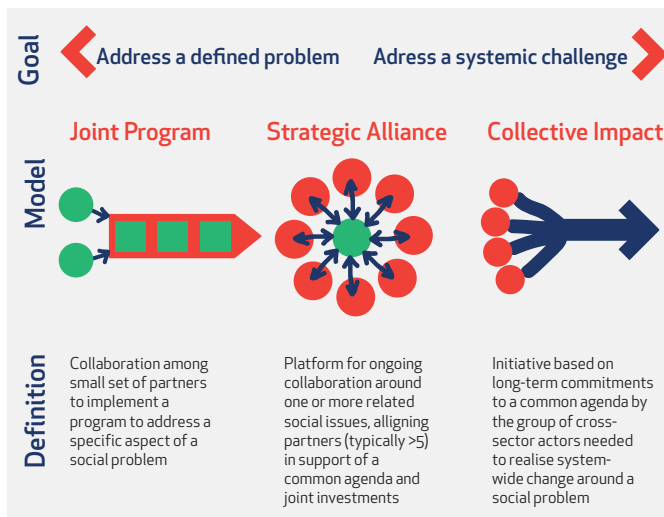 Goal
Address a defined problem
Adress a systemic challenge
Joint Program
Strategic Alliance
Collective Impact
Model
Definition
Collaboration among
small set of partners
to implement a
program to address a
specific aspect of a
social problem
Platform for ongoing
collaboration around
one or more related
social issues, alligning
partners (typically >5)
in support of a
common agenda and
joint investments
Initiative based on
long-term commitments
to a common agenda by
the group of cross-
sector actors needed
to realise system-
wide change around a
social problem